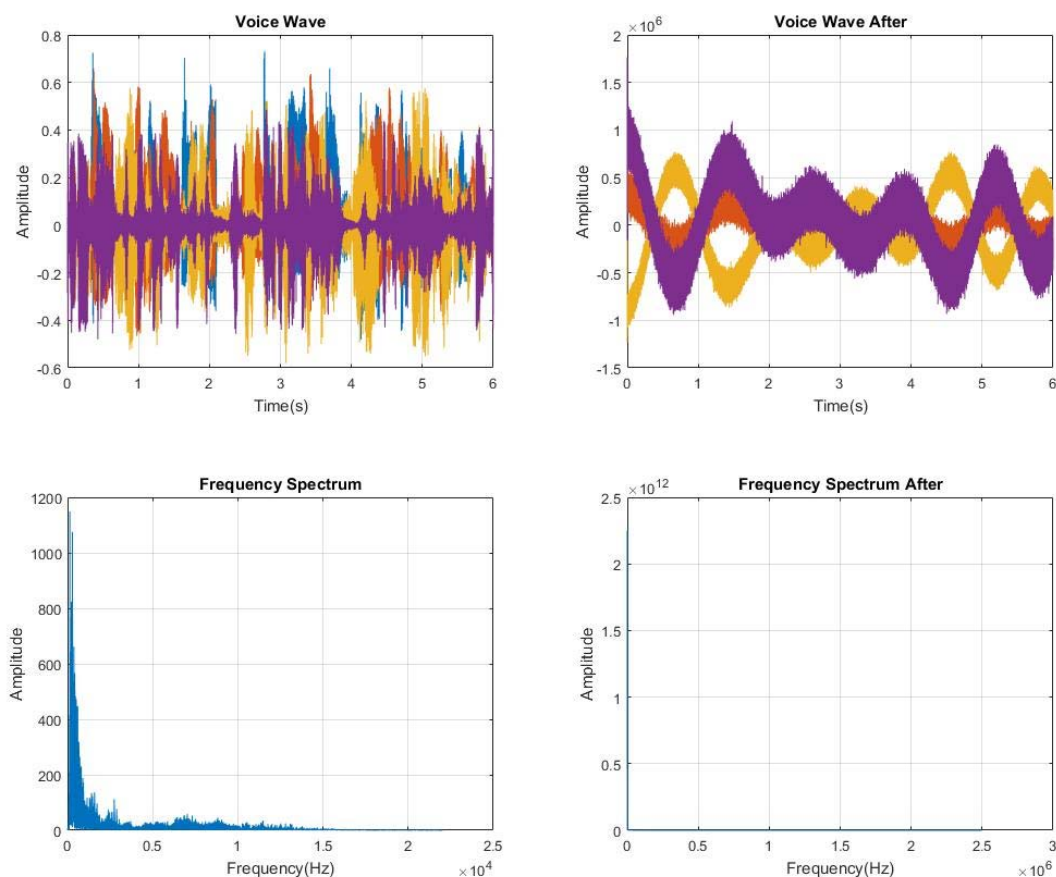 Voice Wave
0.8
0.6
0.4
0.2
0
-0.2
-0.4
-0.6
Amplitude
0 1 2 3 4 5 6
Time(s)
Voice Wave After
×10^6
2
1.5
1
0.5
0
-0.5
-1
-1.5
Amplitude
0 1 2 3 4 5 6
Time(s)
Frequency Spectrum
1200
1000
800
600
400
200
0
Amplitude
0 0.5 1 1.5 2 2.5
Frequency(Hz)
×10^4
Frequency Spectrum After
×10^12
2.5
2
1.5
1
0.5
0
Amplitude
0 0.5 1 1.5 2 2.5 3
Frequency(Hz)
×10^6